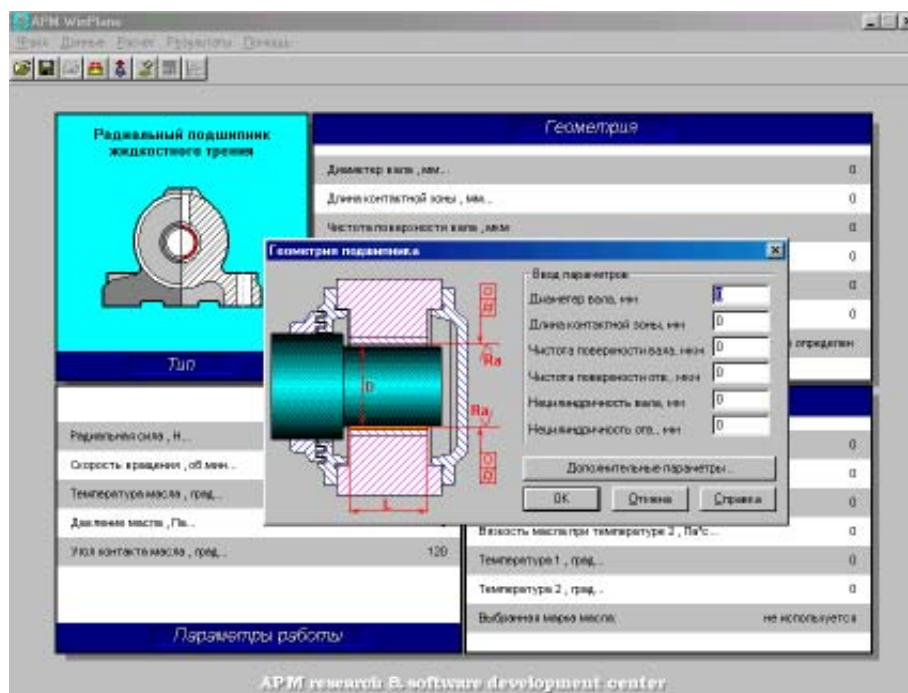 APM WinPlane
Файл Данные Расчет Результаты Помощь
Радиальный подшипник
жидкостного трения
Тип
Геометрия
Диаметр вала , мм... 0
Длина контактной зоны , мм... 0
Чистота поверхности вала , мкм 0
0
0
0
определен
Геометрия подшипника
Ra
Ra
D
L
Ввод параметров
Диаметр вала, мм 0
Длина контактной зоны, мм 0
Чистота поверхности вала, мкм 0
Чистота поверхности отв., мкм 0
Нецилиндричность вала, мм 0
Нецилиндричность отв., мм 0
Дополнительные параметры...
OK Отмена Справка
Радиальная сила , Н...
Скорость вращения , об мин...
Температура масла , град...
Давление масла , Па...
Угол контакта масла , град... 120
Параметры работы
0
0
0
Вязкость масла при температуре 2 , Па*с... 0
Температура 1 , град... 0
Температура 2 , град... 0
Выбранная марка масла: не используется
APM research & software development center